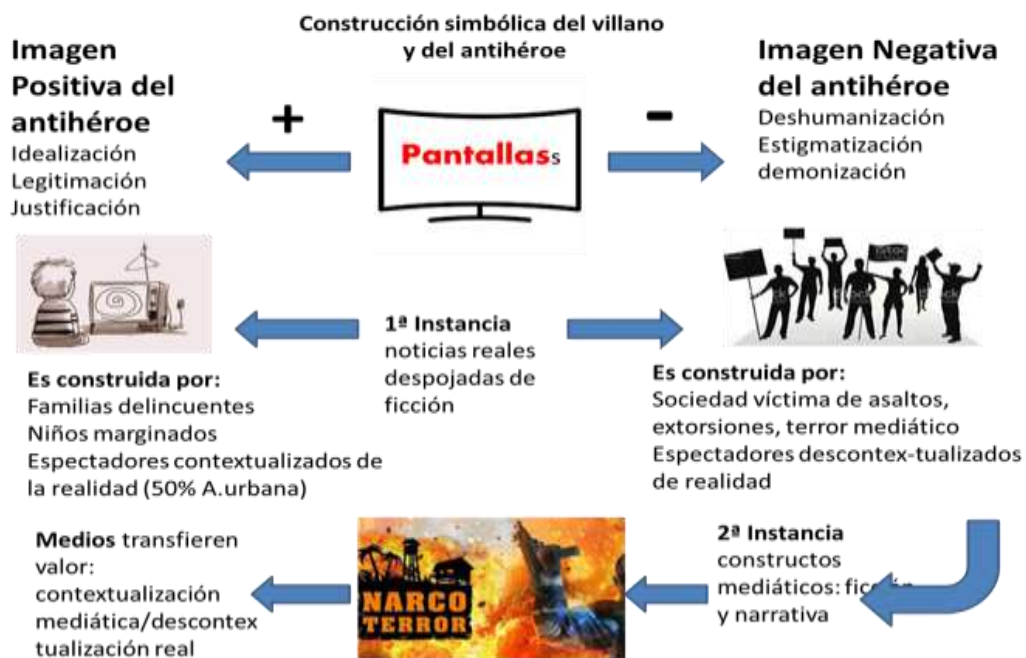 Construcción simbólica del villano
y del antihéroe
Imagen
Positiva del
antihéroe
Idealización
Legitimación
Justificación
+
Pantallass
-
Imagen Negativa
del antihéroe
Deshumanización
Estigmatización
demonización
1ª Instancia
noticias reales
despojadas de
ficción
Es construida por:
Familias delincuentes
Niños marginados
Espectadores contextualizados de
la realidad (50% A.urbana)
Es construida por:
Sociedad víctima de asaltos,
extorsiones, terror mediático
Espectadores descontex-tualizados
de realidad
Medios transfieren
valor:
contextualización
mediática/descontex
tualización real
NARCO
TERROR
2ª Instancia
constructos
mediáticos:
y narrativa